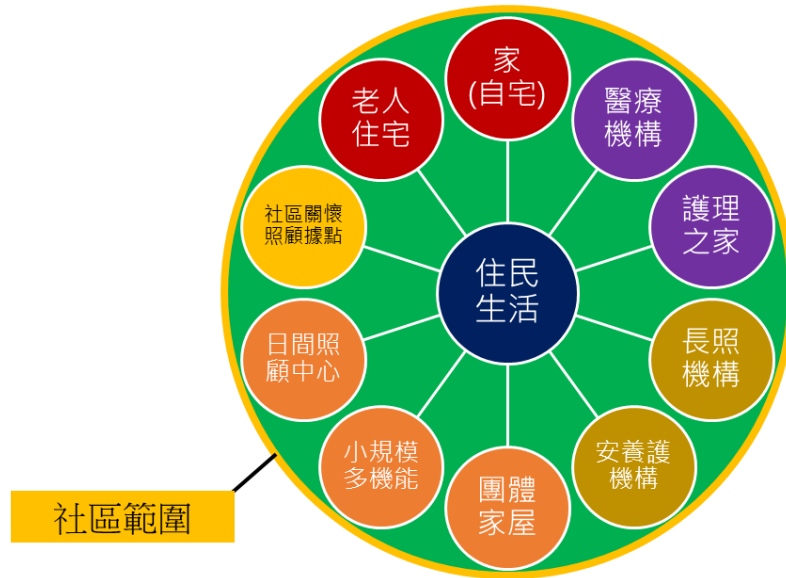 家
(自宅)
醫療
機構
護理
之家
長照
機構
安養護
機構
團體
家屋
小規模
多機能
日間照
顧中心
社區關懷
照顧據點
老人
住宅
住民
生活
社區範圍